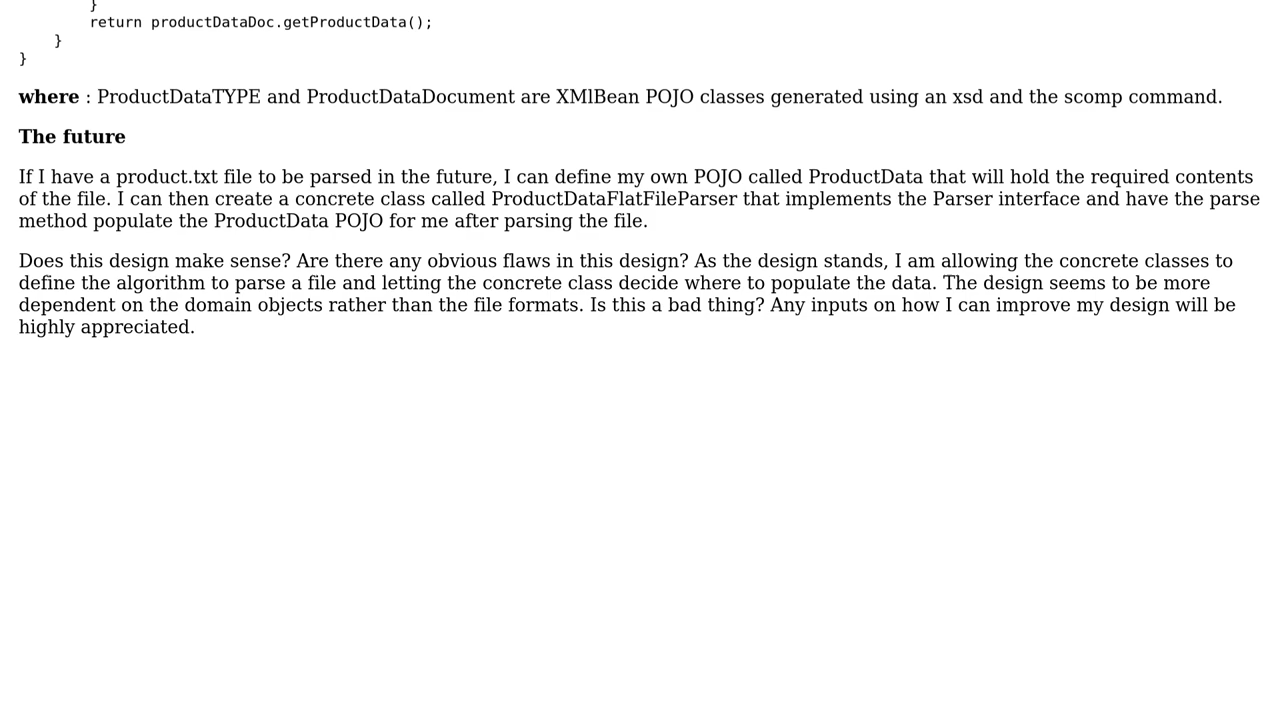 }
        return productDataDoc.getProductData();
    }
}
where : ProductDataTYPE and ProductDataDocument are XMlBean POJO classes generated using an xsd and the scomp command.
The future
If I have a product.txt file to be parsed in the future, I can define my own POJO called ProductData that will hold the required contents
of the file. I can then create a concrete class called ProductDataFlatFileParser that implements the Parser interface and have the parse
method populate the ProductData POJO for me after parsing the file.
Does this design make sense? Are there any obvious flaws in this design? As the design stands, I am allowing the concrete classes to
define the algorithm to parse a file and letting the concrete class decide where to populate the data. The design seems to be more
dependent on the domain objects rather than the file formats. Is this a bad thing? Any inputs on how I can improve my design will be
highly appreciated.